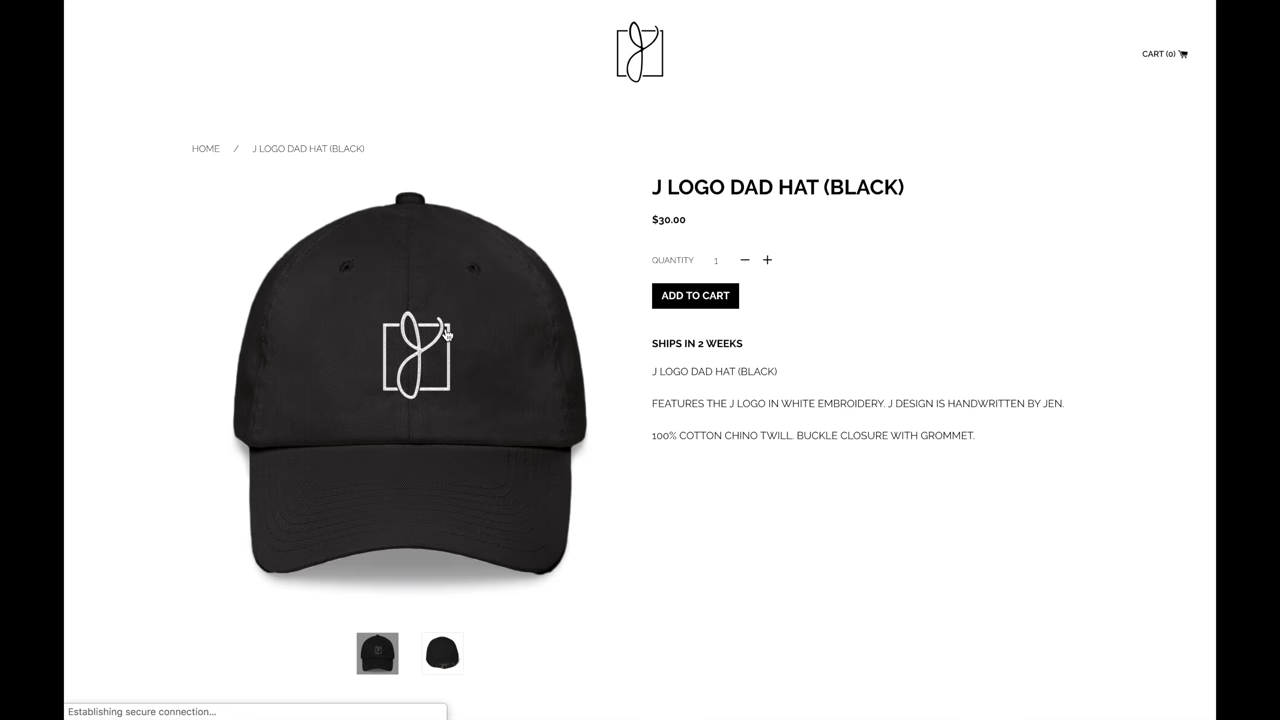 J
CART (0)
HOME / J LOGO DAD HAT (BLACK)
J LOGO DAD HAT (BLACK)
$30.00
QUANTITY 1 − +
ADD TO CART
J
SHIPS IN 2 WEEKS
J LOGO DAD HAT (BLACK)
FEATURES THE J LOGO IN WHITE EMBROIDERY. J DESIGN IS HANDWRITTEN BY JEN.
100% COTTON CHINO TWILL. BUCKLE CLOSURE WITH GROMMET.
Establishing secure connection...